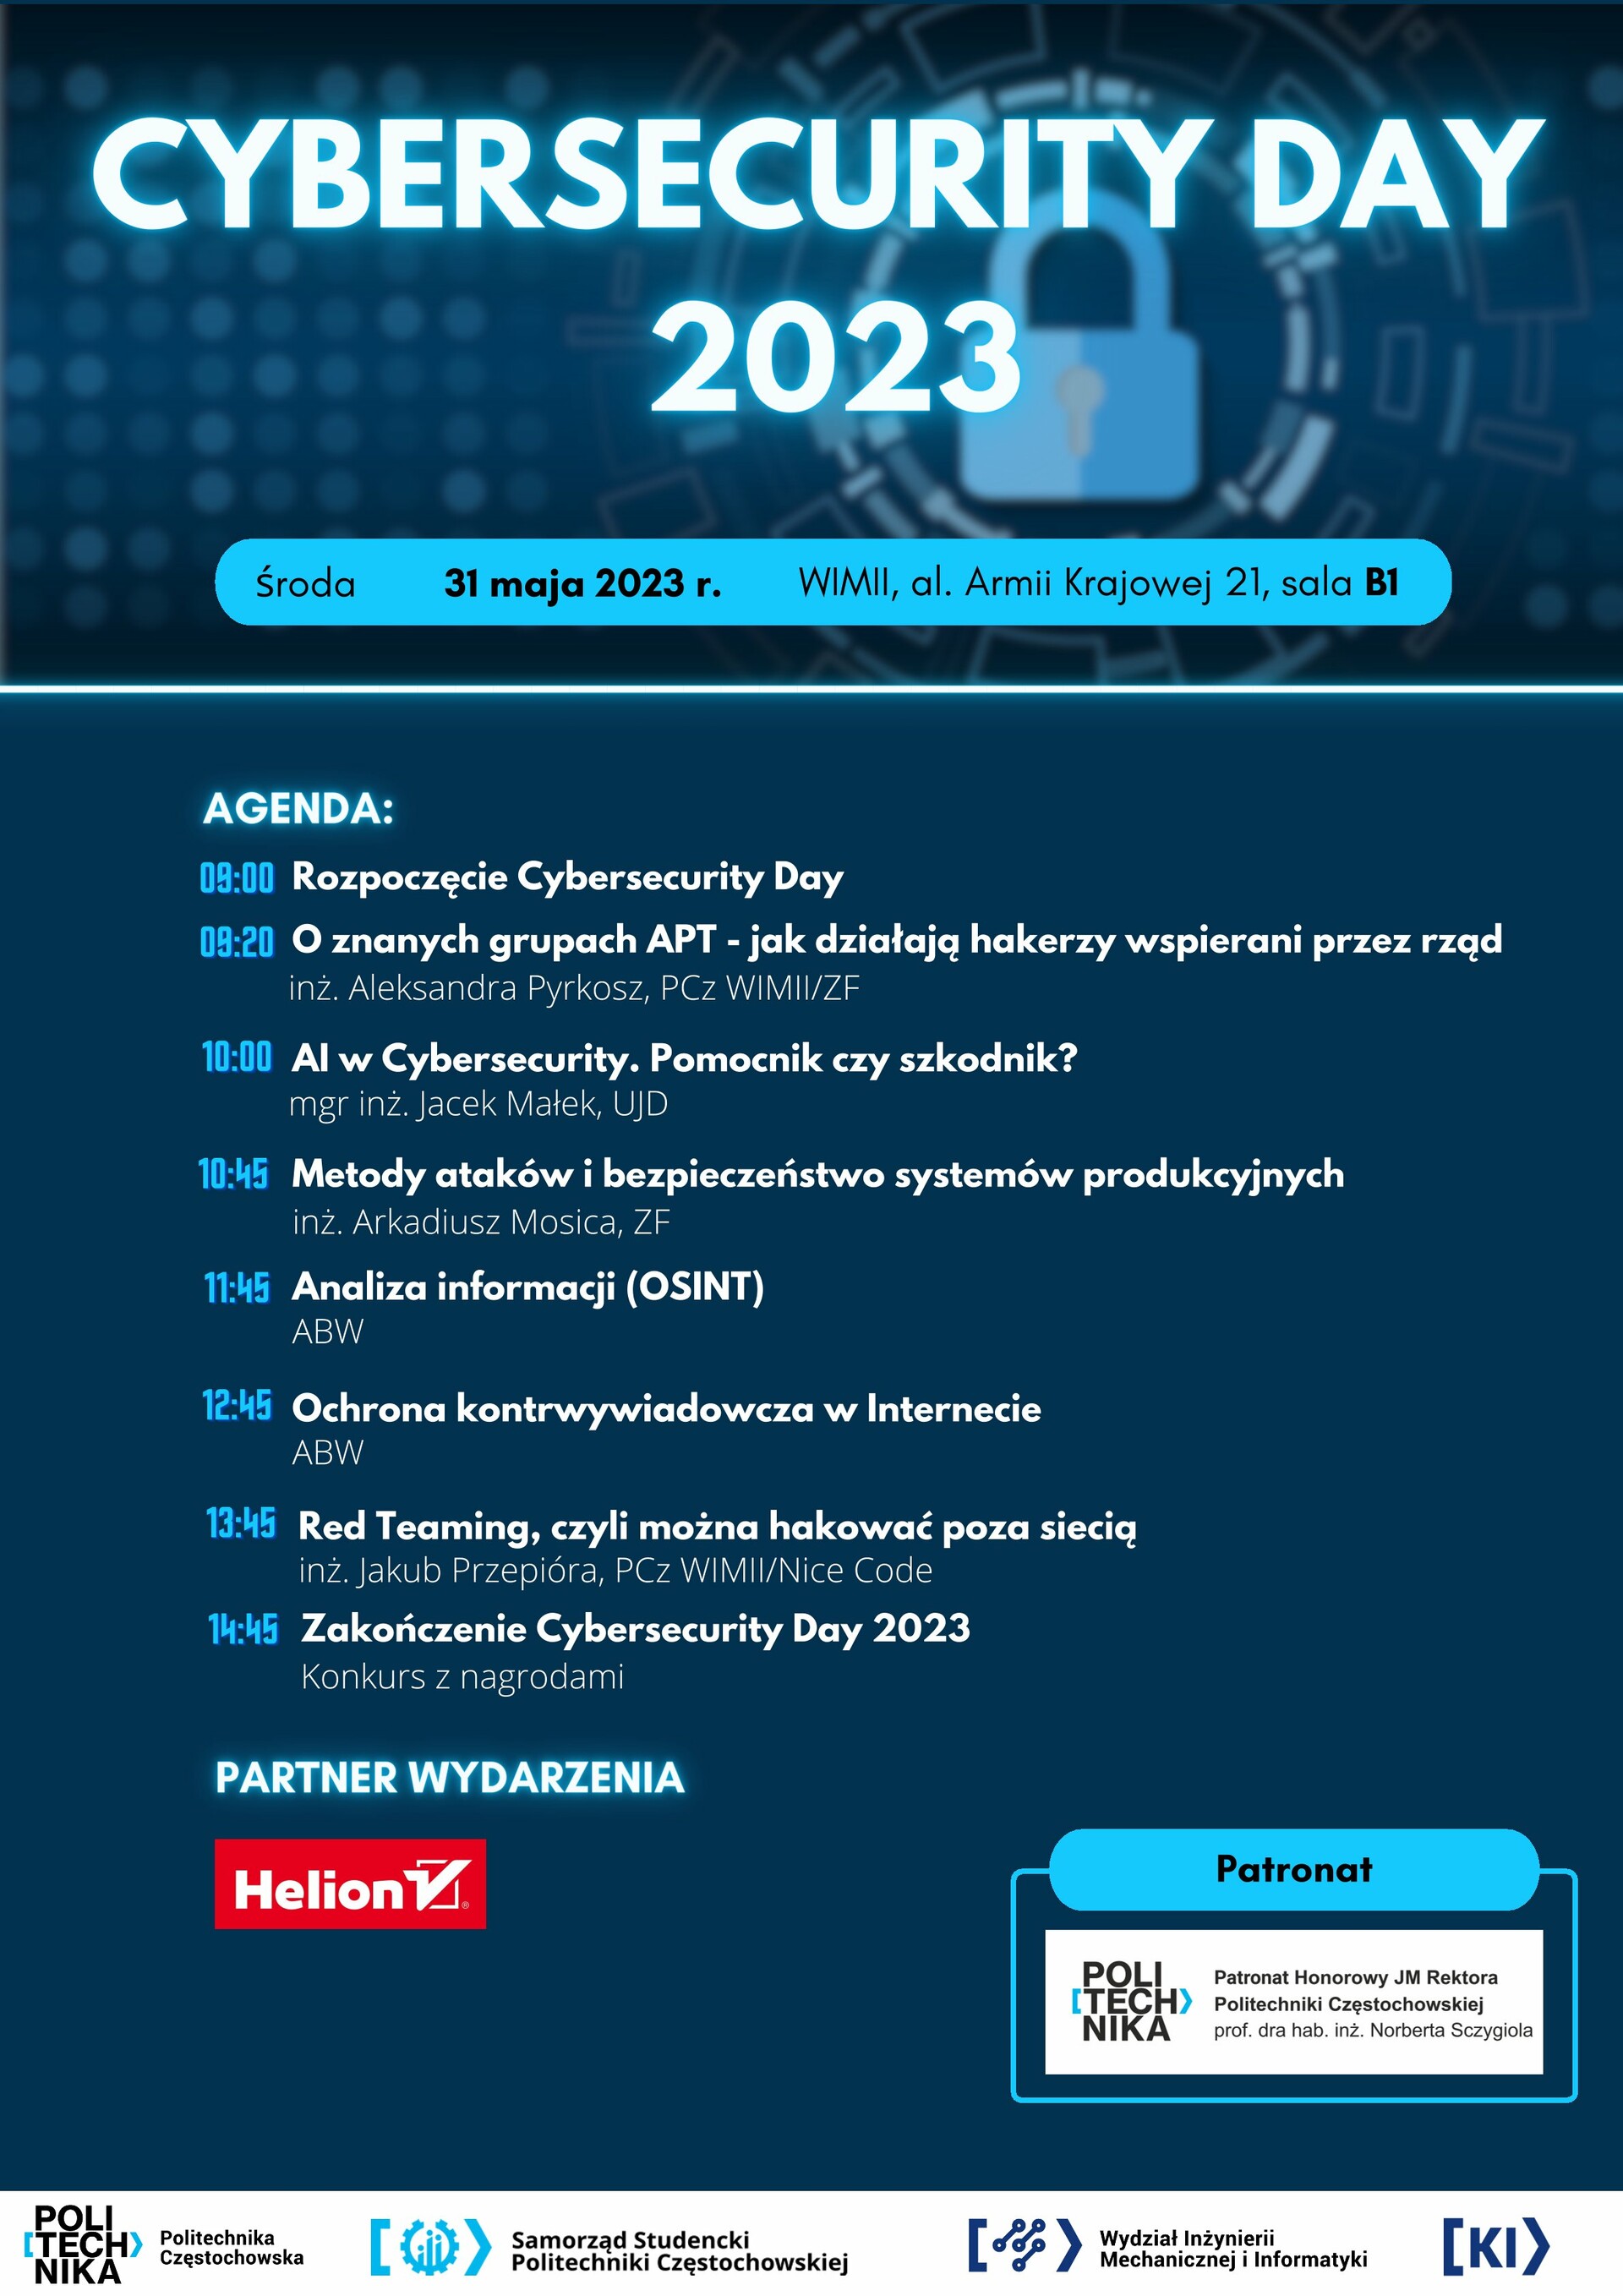 CYBERSECURITY DAY
2023
środa 31 maja 2023 r. WIMII, al. Armii Krajowej 21, sala B1
AGENDA:
09:00 Rozpoczęcie Cybersecurity Day
09:20 O znanych grupach APT - jak działają hakerzy wspierani przez rząd
inż. Aleksandra Pyrkosz, PCz WIMII/ZF
10:00 AI w Cybersecurity. Pomocnik czy szkodnik?
mgr inż. Jacek Małek, UJD
10:45 Metody ataków i bezpieczeństwo systemów produkcyjnych
inż. Arkadiusz Mosica, ZF
11:45 Analiza informacji (OSINT)
ABW
12:45 Ochrona kontrwywiadowcza w Internecie
ABW
13:45 Red Teaming, czyli można hakować poza siecią
inż. Jakub Przepióra, PCz WIMII/Nice Code
14:45 Zakończenie Cybersecurity Day 2023
Konkurs z nagrodami
PARTNER WYDARZENIA
Helion ®
Patronat
POLI
[TECH>
NIKA
Patronat Honorowy JM Rektora
Politechniki Częstochowskiej
prof. dra hab. inż. Norberta Sczygiola
POLI
[TECH>
NIKA
Politechnika
Częstochowska
Samorząd Studencki
Politechniki Częstochowskiej
Wydział Inżynierii
Mechanicznej i Informatyki
[KI>